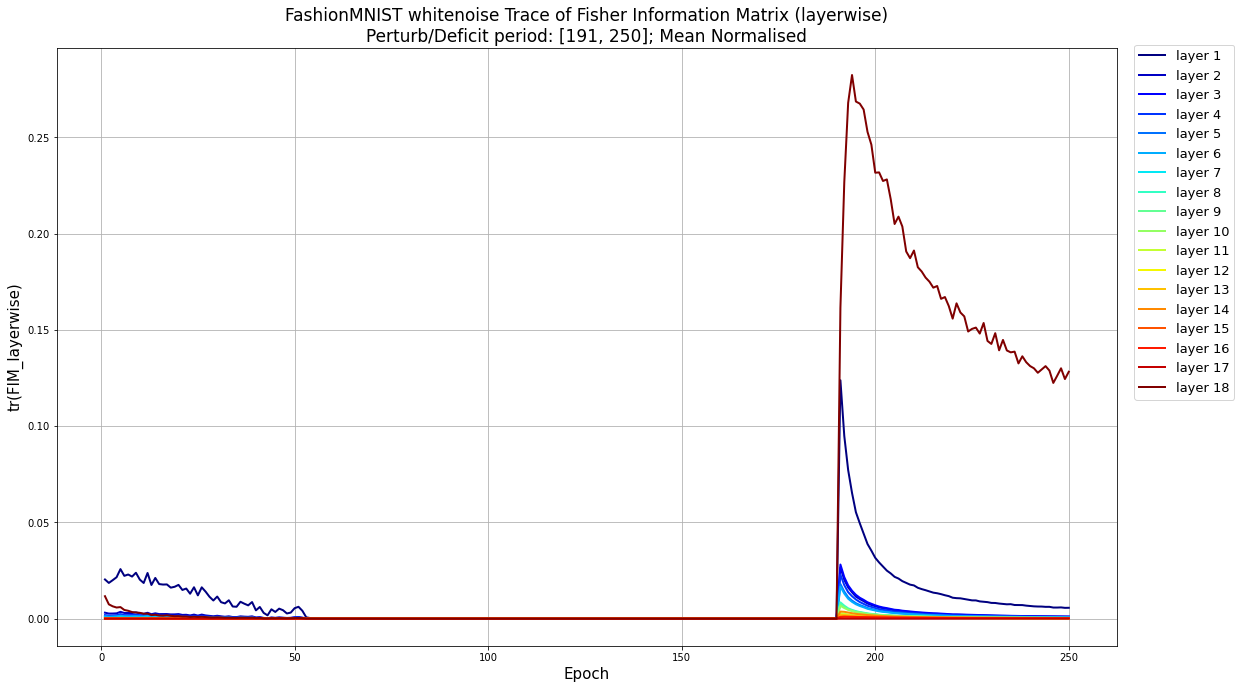 FashionMNIST whitenoise Trace of Fisher Information Matrix (layerwise)
Perturb/Deficit period: [191, 250]; Mean Normalised
layer 1
layer 2
layer 3
layer 4
layer 5
layer 6
layer 7
layer 8
layer 9
layer 10
layer 11
layer 12
layer 13
layer 14
layer 15
layer 16
layer 17
layer 18
tr(FIM_layerwise)
0.25
0.20
0.15
0.10
0.05
0.00
0
50
100
150
200
250
Epoch